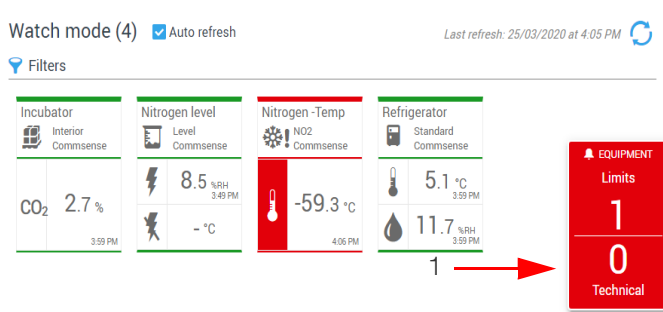 Watch mode (4) Auto refresh Last refresh: 25/03/2020 at 4:05 PM
Filters
Incubator
Interior
Commsense
CO₂ 2.7 %
3:59 PM
Nitrogen level
Level
Commsense
8.5 %RH
3:49 PM
- °C
Nitrogen -Temp
NO2
Commsense
-59.3 °C
4:06 PM
Refrigerator
Standard
Commsense
5.1 °C
3:59 PM
11.7 %RH
3:59 PM
EQUIPMENT
Limits
1
0
Technical
1